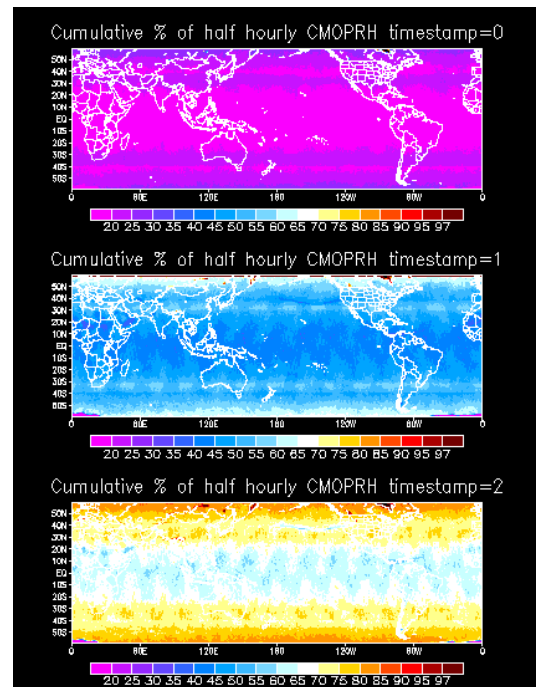 Cumulative % of half hourly CMOPRH timestamp=0
50N
40N
30N
20N
10N
EQ
10S
20S
30S
40S
50S
0 60E 120E 180 120W 60W 0
20 25 30 35 40 45 50 55 60 65 70 75 80 85 90 95 97
Cumulative % of half hourly CMOPRH timestamp=1
50N
40N
30N
20N
10N
EQ
10S
20S
30S
40S
50S
0 60E 120E 180 120W 60W 0
20 25 30 35 40 45 50 55 60 65 70 75 80 85 90 95 97
Cumulative % of half hourly CMOPRH timestamp=2
50N
40N
30N
20N
10N
EQ
10S
20S
30S
40S
50S
0 60E 120E 180 120W 60W 0
20 25 30 35 40 45 50 55 60 65 70 75 80 85 90 95 97